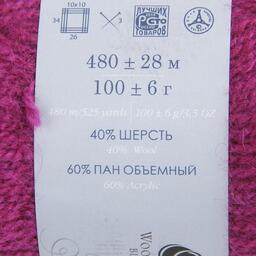 10x10
34
26
3
ЛУЧШИХ
ТОВАРОВ
480 ± 28 м
100 ± 6 г
480 m/525 yards 100 ± 6 g/3,5 OZ
40% ШЕРСТЬ
40% Wool
60% ПАН ОБЪЕМНЫЙ
60% Acrylic